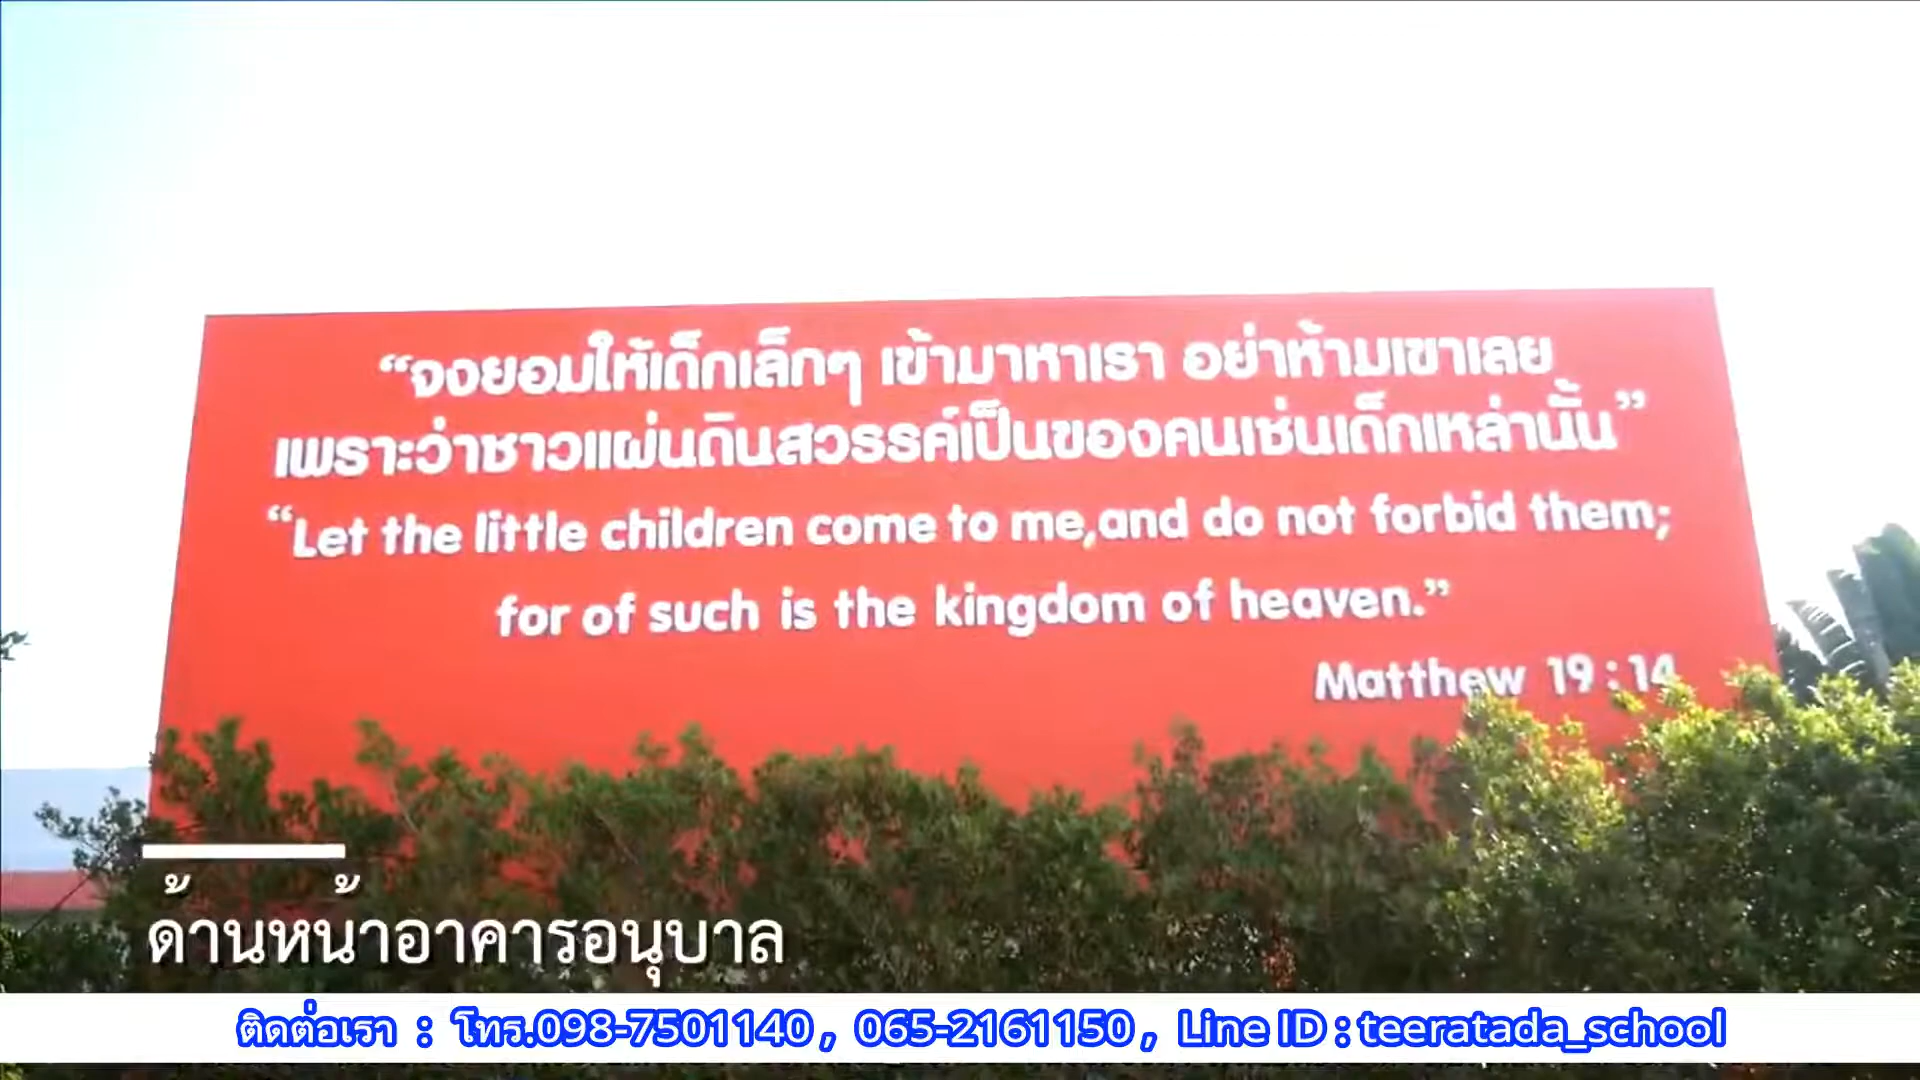 “จงยอมให้เด็กเล็กๆ เข้ามาหาเรา อย่าห้ามเขาเลย
เพราะว่าชาวแผ่นดินสวรรค์เป็นของคนเช่นเด็กเหล่านั้น”
“Let the little children come to me,and do not forbid them;
for of such is the kingdom of heaven.”
Matthew 19 : 14
ด้านหน้าอาคารอนุบาล
ติดต่อเรา : โทร.098-7501140 , 065-2161150 , Line ID : teeratada_school